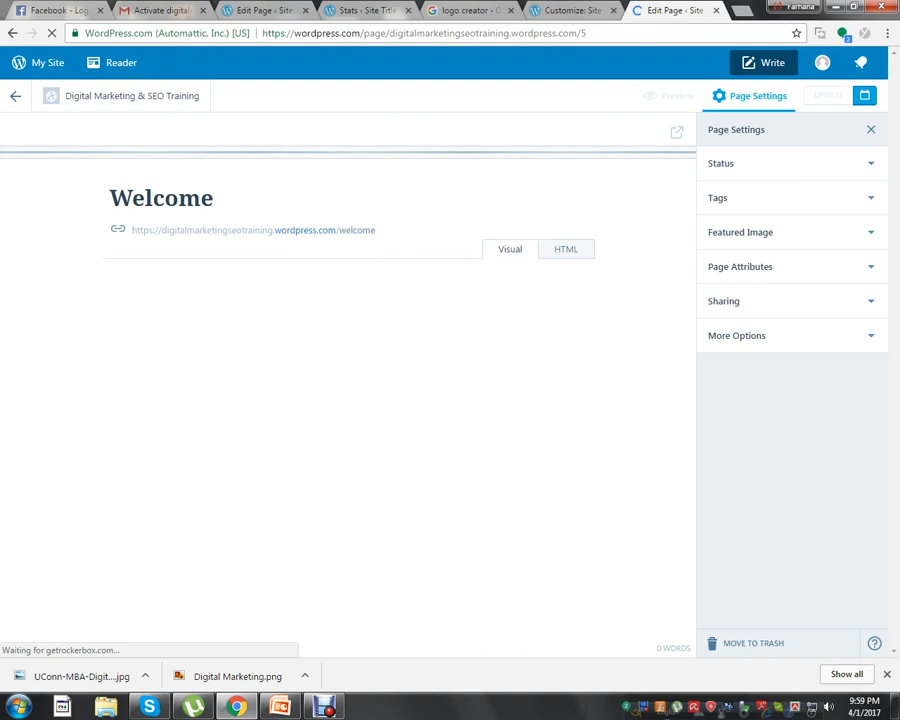 Facebook - Log
Activate digital
Edit Page ‹ Site
Stats ‹ Site Title
logo creator - G
Customize: Site
Edit Page ‹ Site
Farhana
WordPress.com (Automattic, Inc.) [US]
https://wordpress.com/page/digitalmarketingseotraining.wordpress.com/5
My Site
Reader
Write
Digital Marketing & SEO Training
Preview
Page Settings
UPDATE
Page Settings
Status
Welcome
Tags
https://digitalmarketingseotraining.wordpress.com/welcome
Featured Image
Visual
HTML
Page Attributes
Sharing
More Options
MOVE TO TRASH
0 WORDS
Waiting for getrockerbox.com...
UConn-MBA-Digit....jpg
Digital Marketing.png
Show all
9:59 PM
4/1/2017